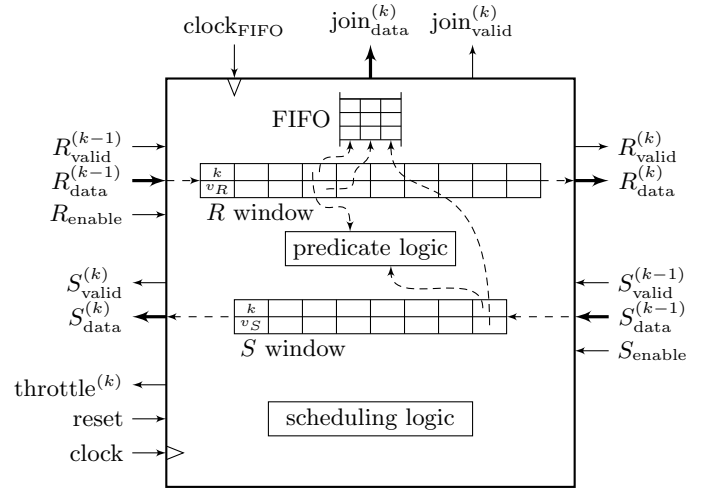 clock_FIFO join_data^(k) join_valid^(k)
FIFO
R_valid^(k−1) R_valid^(k)
R_data^(k−1) k v_R R_data^(k)
R_enable R window
predicate logic
S_valid^(k) S_valid^(k−1)
S_data^(k) k v_S S_data^(k−1)
S window S_enable
throttle^(k)
reset scheduling logic
clock